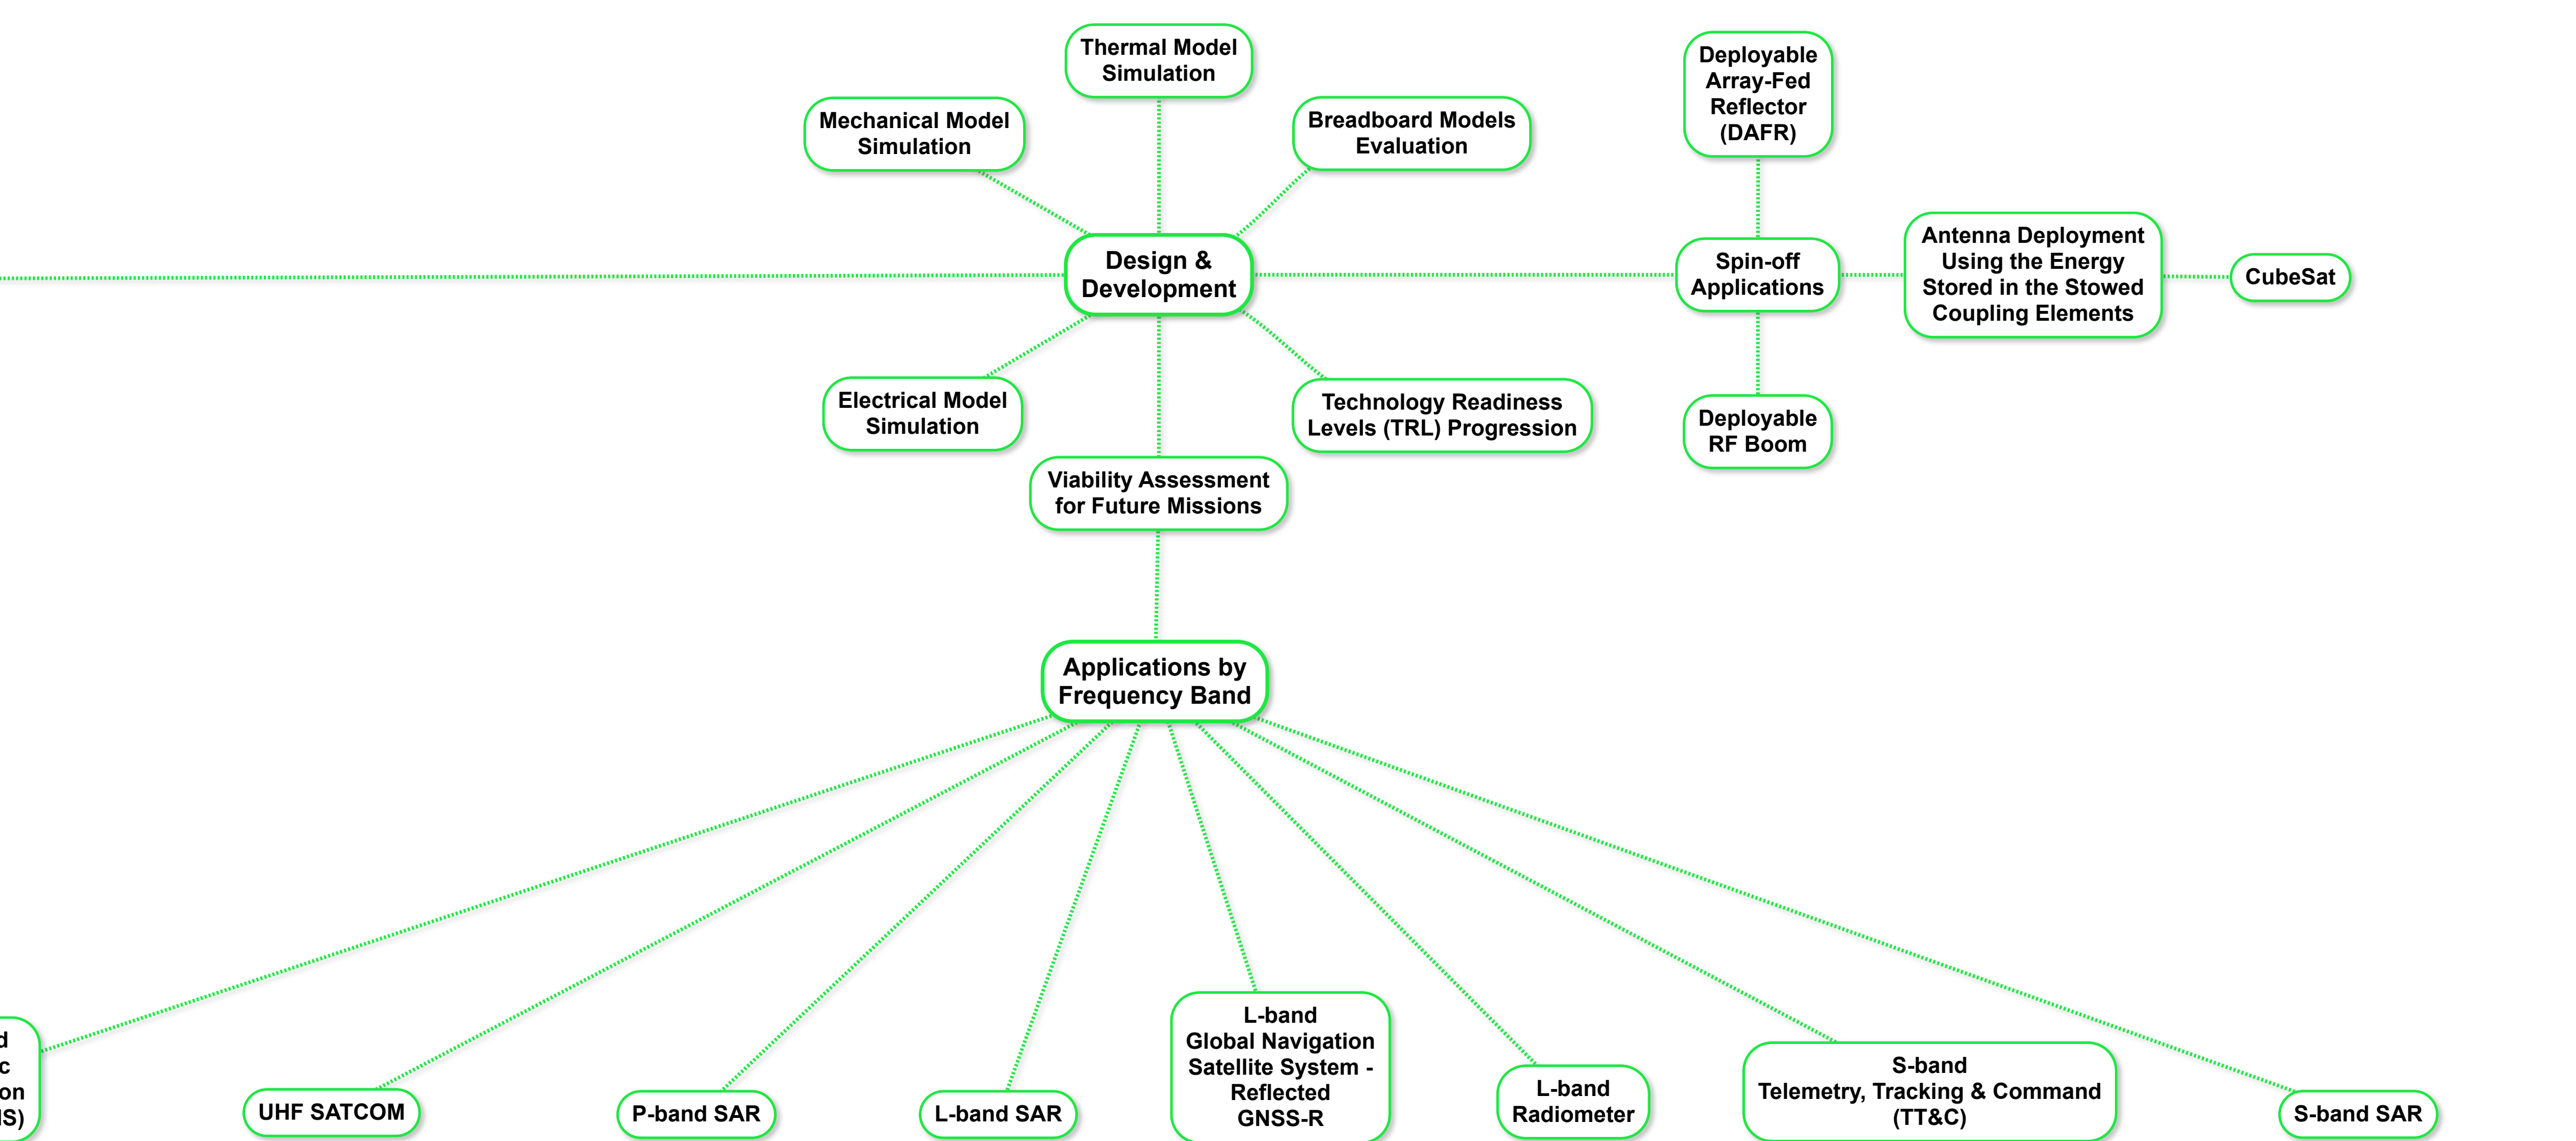 Thermal Model
Simulation
Mechanical Model
Simulation
Breadboard Models
Evaluation
Deployable
Array-Fed
Reflector
(DAFR)
Design &
Development
Spin-off
Applications
Antenna Deployment
Using the Energy
Stored in the Stowed
Coupling Elements
CubeSat
Electrical Model
Simulation
Technology Readiness
Levels (TRL) Progression
Deployable
RF Boom
Viability Assessment
for Future Missions
Applications by
Frequency Band
UHF SATCOM
P-band SAR
L-band SAR
L-band
Global Navigation
Satellite System -
Reflected
GNSS-R
L-band
Radiometer
S-band
Telemetry, Tracking & Command
(TT&C)
S-band SAR